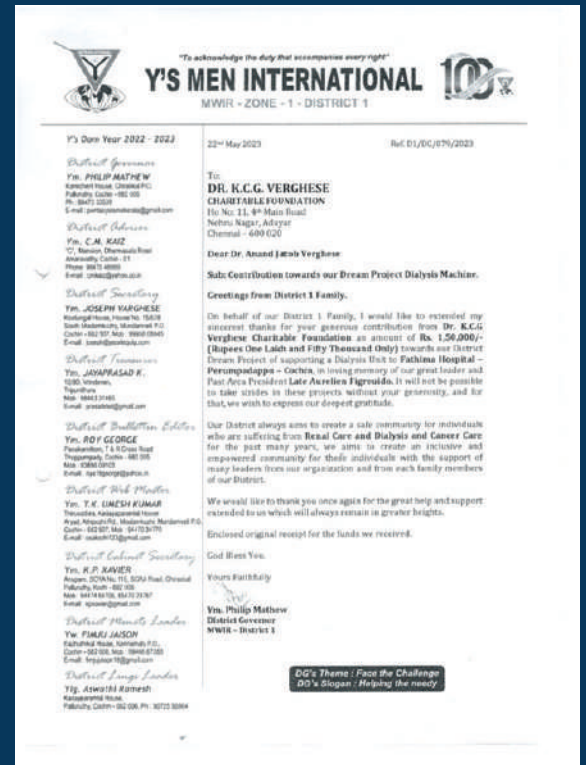 "To acknowledge the duty that accompanies every right"
Y'S MEN INTERNATIONAL
MWIR - ZONE - 1 - DISTRICT 1
100
Y's Dom Year 2022 - 2023
District Governor
Ym. PHILIP MATHEW
District Advisor
Ym. C.M. KAIZ
District Secretary
Ym. JOSEPH VARGHESE
District Treasurer
Ym. JAYAPRASAD K.
District Bulletin Editor
Ym. ROY GEORGE
District Web Master
Ym. T.K. UMESH KUMAR
District Cabinet Secretary
Ym. K.P. XAVIER
District Menets Leader
Yw. FIMJU JAISON
District Lings Leader
Ylg. Aswathi Ramesh
22nd May 2023
Ref: D1/DG/079/2023
To:
DR. K.C.G. VERGHESE
CHARITABLE FOUNDATION
Ho No: 11, 4th Main Road
Nehru Nagar, Adayar
Chennai - 600 020
Dear Dr. Anand Jacob Verghese
Sub: Contribution towards our Dream Project Dialysis Machine.
Greetings from District 1 Family.
On behalf of our District 1 Family, I would like to extended my
sincerest thanks for your generous contribution from Dr. K.C.G
Verghese Charitable Foundation as amount of Rs. 1,50,000/-
(Rupees One Lakh and Fifty Thousand Only) towards our District
Dream Project of supporting a Dialysis Unit to Fathima Hospital –
Perumpadappu – Cochin, in loving memory of our great leader and
Past Area President Late Aurelien Figreuido. It will not be possible
to take strides in these projects without your generosity, and for
that, we wish to express our deepest gratitude.
Our District always aims to create a safe community for individuals
who are suffering from Renal Care and Dialysis and Cancer Care
for the past many years, we aims to create an inclusive and
empowered community for thefe individuals with the support of
many leaders from our organization and from each family members
of our District.
We would like to thank you once again for the great help and support
extended to us which will always remain in greater heights.
Enclosed original receipt for the funds we received.
God Bless You.
Yours Faithfully
Ym. Philip Mathew
District Governor
MWIR – District 1
DG's Theme : Face the Challenge
DG's Slogan : Helping the needy